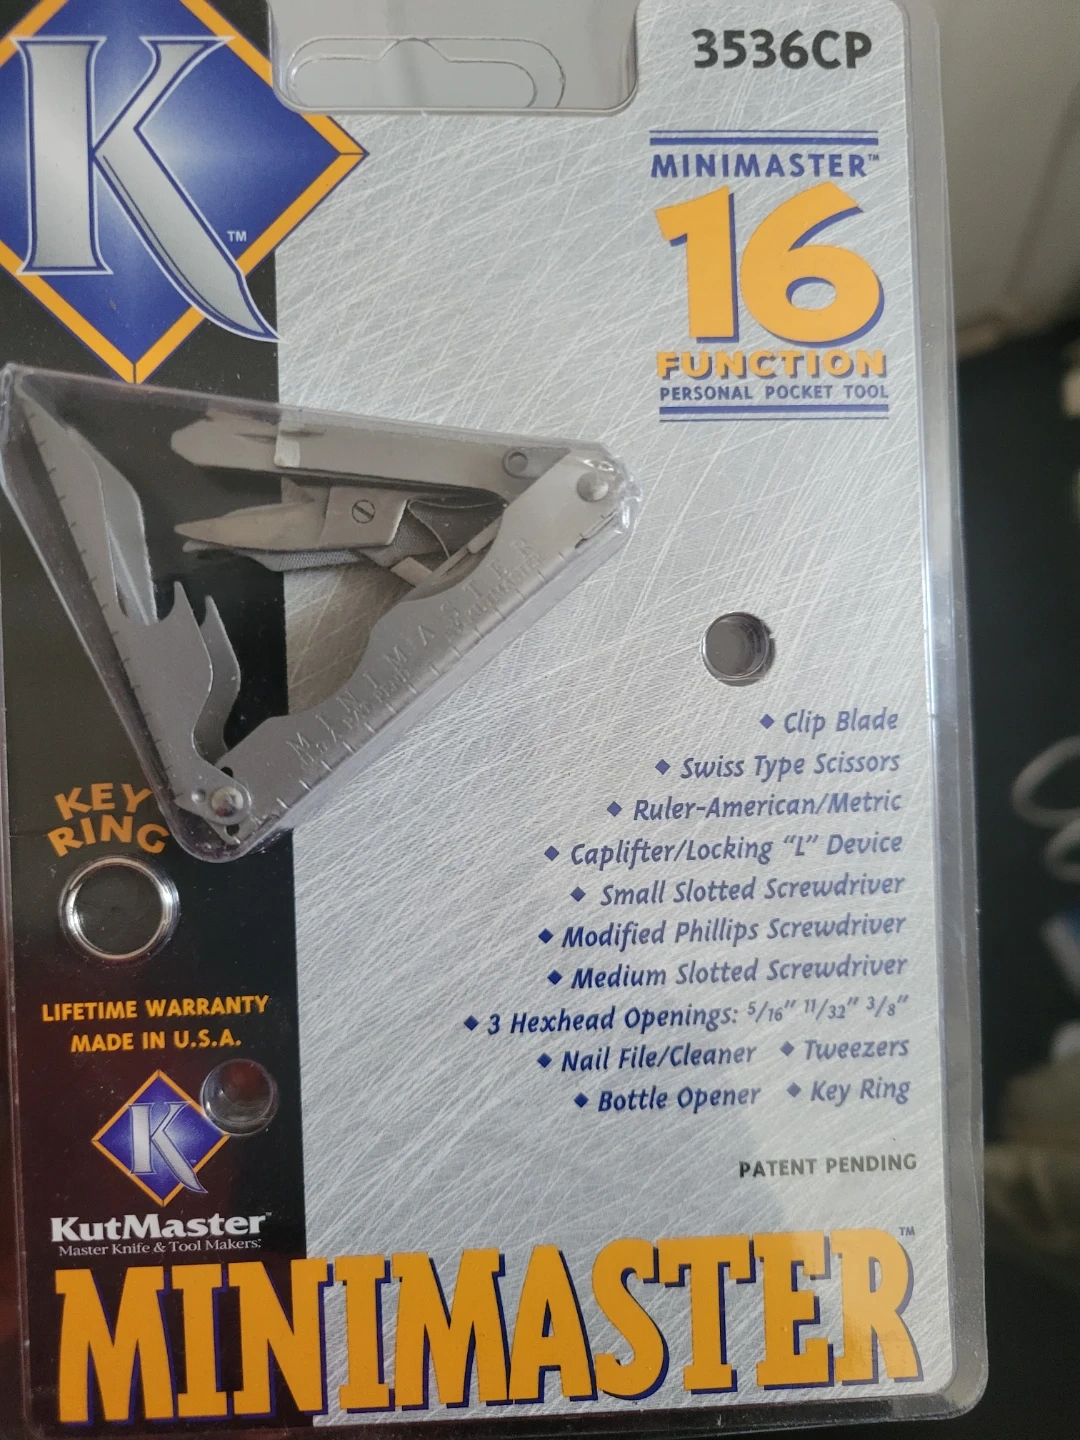 K
TM
3536CP
MINIMASTER™
16
FUNCTION
PERSONAL POCKET TOOL
MINIMASTER
◆ Clip Blade
◆ Swiss Type Scissors
◆ Ruler-American/Metric
◆ Caplifter/Locking “L” Device
◆ Small Slotted Screwdriver
◆ Modified Phillips Screwdriver
◆ Medium Slotted Screwdriver
◆ 3 Hexhead Openings: 5/16” 11/32” 3/8”
◆ Nail File/Cleaner ◆ Tweezers
◆ Bottle Opener ◆ Key Ring
PATENT PENDING
KEY
RING
LIFETIME WARRANTY
MADE IN U.S.A.
K
KutMaster™
Master Knife & Tool Makers.
MINIMASTER™